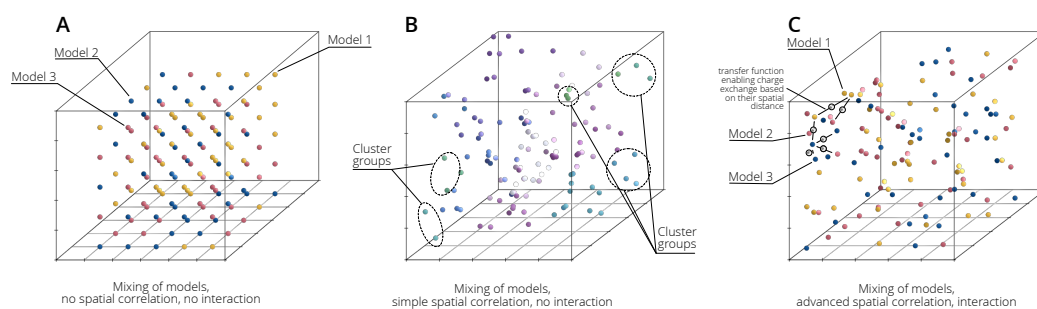 A
Model 1
Model 2
Model 3
Mixing of models,
no spatial correlation, no interaction
B
Cluster
groups
Cluster
groups
Mixing of models,
simple spatial correlation, no interaction
C
Model 1
transfer function
enabling charge
exchange based
on their spatial
distance
Model 2
Model 3
Mixing of models,
advanced spatial correlation, interaction